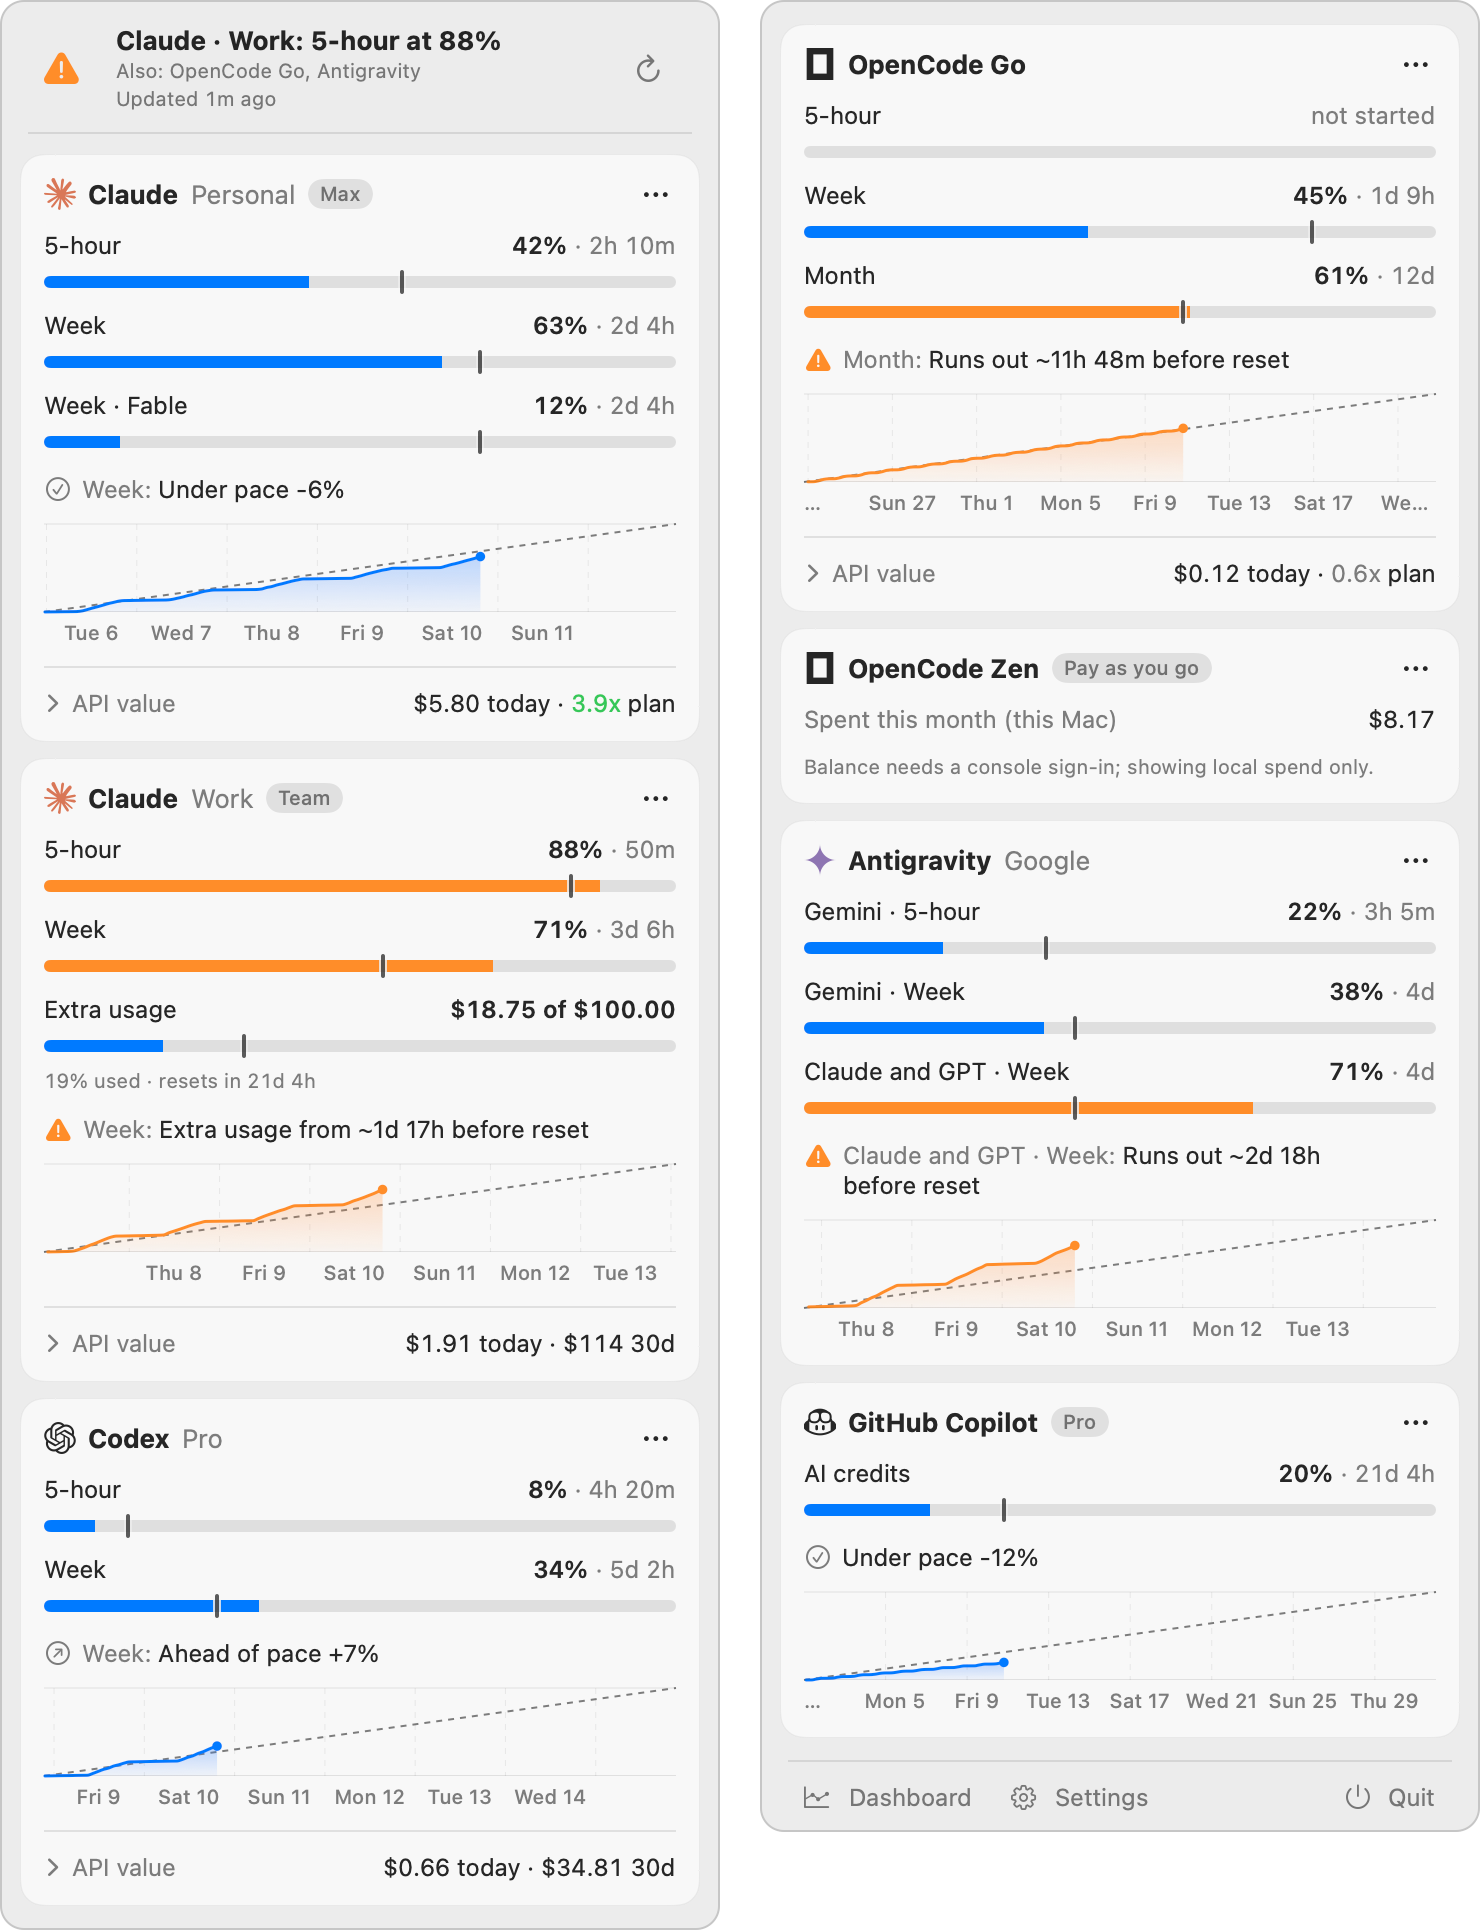 Claude · Work: 5-hour at 88%
Also: OpenCode Go, Antigravity
Updated 1m ago
Claude Personal Max
5-hour 42% · 2h 10m
Week 63% · 2d 4h
Week · Fable 12% · 2d 4h
Week: Under pace -6%
Tue 6 Wed 7 Thu 8 Fri 9 Sat 10 Sun 11
API value $5.80 today · 3.9x plan
Claude Work Team
5-hour 88% · 50m
Week 71% · 3d 6h
Extra usage $18.75 of $100.00
19% used · resets in 21d 4h
Week: Extra usage from ~1d 17h before reset
Thu 8 Fri 9 Sat 10 Sun 11 Mon 12 Tue 13
API value $1.91 today · $114 30d
Codex Pro
5-hour 8% · 4h 20m
Week 34% · 5d 2h
Week: Ahead of pace +7%
Fri 9 Sat 10 Sun 11 Mon 12 Tue 13 Wed 14
API value $0.66 today · $34.81 30d
OpenCode Go
5-hour not started
Week 45% · 1d 9h
Month 61% · 12d
Month: Runs out ~11h 48m before reset
... Sun 27 Thu 1 Mon 5 Fri 9 Tue 13 Sat 17 We...
API value $0.12 today · 0.6x plan
OpenCode Zen Pay as you go
Spent this month (this Mac) $8.17
Balance needs a console sign-in; showing local spend only.
Antigravity Google
Gemini · 5-hour 22% · 3h 5m
Gemini · Week 38% · 4d
Claude and GPT · Week 71% · 4d
Claude and GPT · Week: Runs out ~2d 18h
before reset
Thu 8 Fri 9 Sat 10 Sun 11 Mon 12 Tue 13
GitHub Copilot Pro
AI credits 20% · 21d 4h
Under pace -12%
... Mon 5 Fri 9 Tue 13 Sat 17 Wed 21 Sun 25 Thu 29
Dashboard Settings Quit